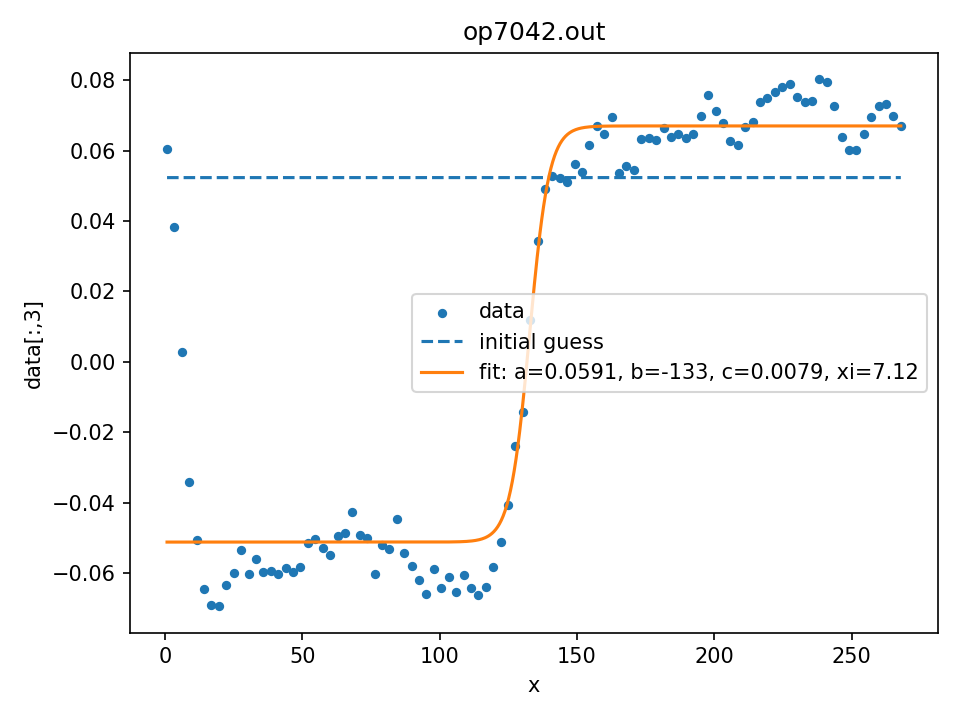 op7042.out
0.08
0.06
0.04
0.02
0.00
−0.02
−0.04
−0.06
data[:,3]
data
initial guess
fit: a=0.0591, b=-133, c=0.0079, xi=7.12
0 50 100 150 200 250
x